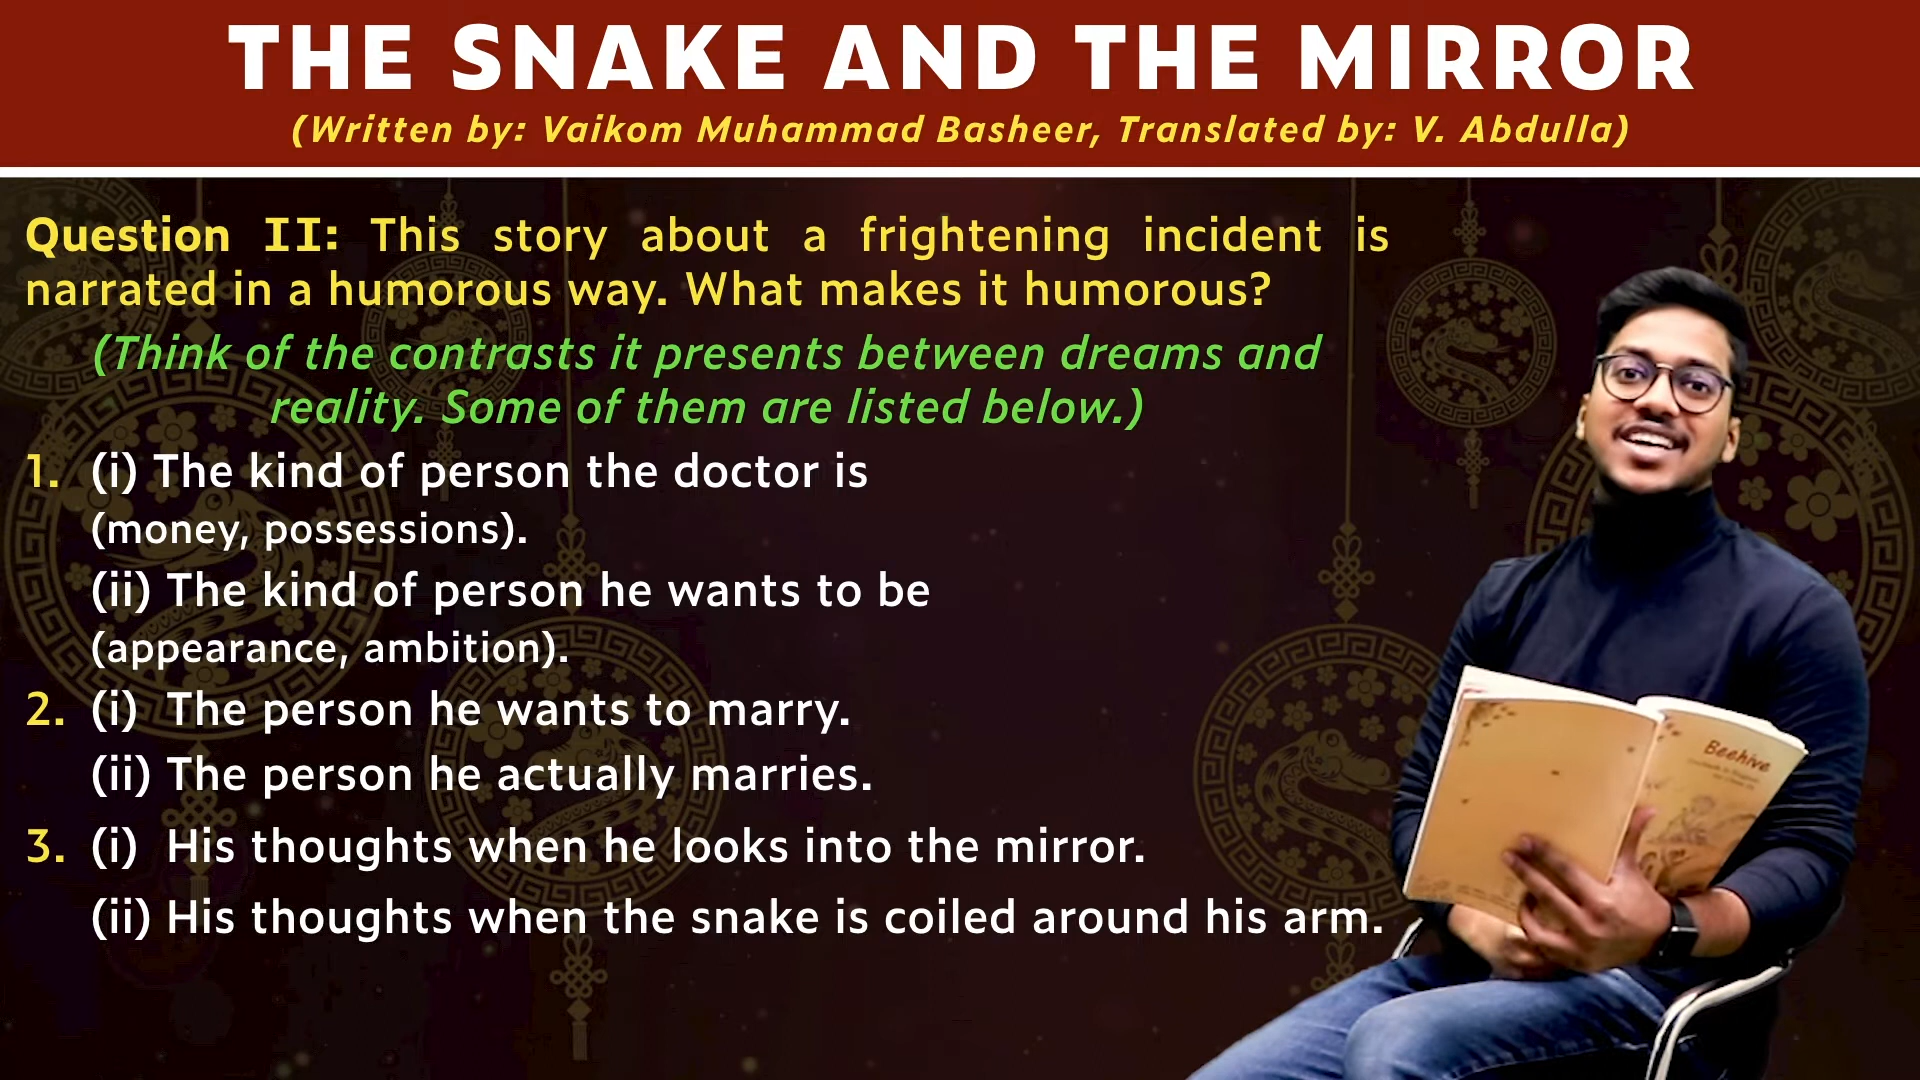 THE SNAKE AND THE MIRROR
(Written by: Vaikom Muhammad Basheer, Translated by: V. Abdulla)
Question II: This story about a frightening incident is
narrated in a humorous way. What makes it humorous?
(Think of the contrasts it presents between dreams and
reality. Some of them are listed below.)
1. (i) The kind of person the doctor is
(money, possessions).
(ii) The kind of person he wants to be
(appearance, ambition).
2. (i) The person he wants to marry.
(ii) The person he actually marries.
3. (i) His thoughts when he looks into the mirror.
(ii) His thoughts when the snake is coiled around his arm.
Beehive